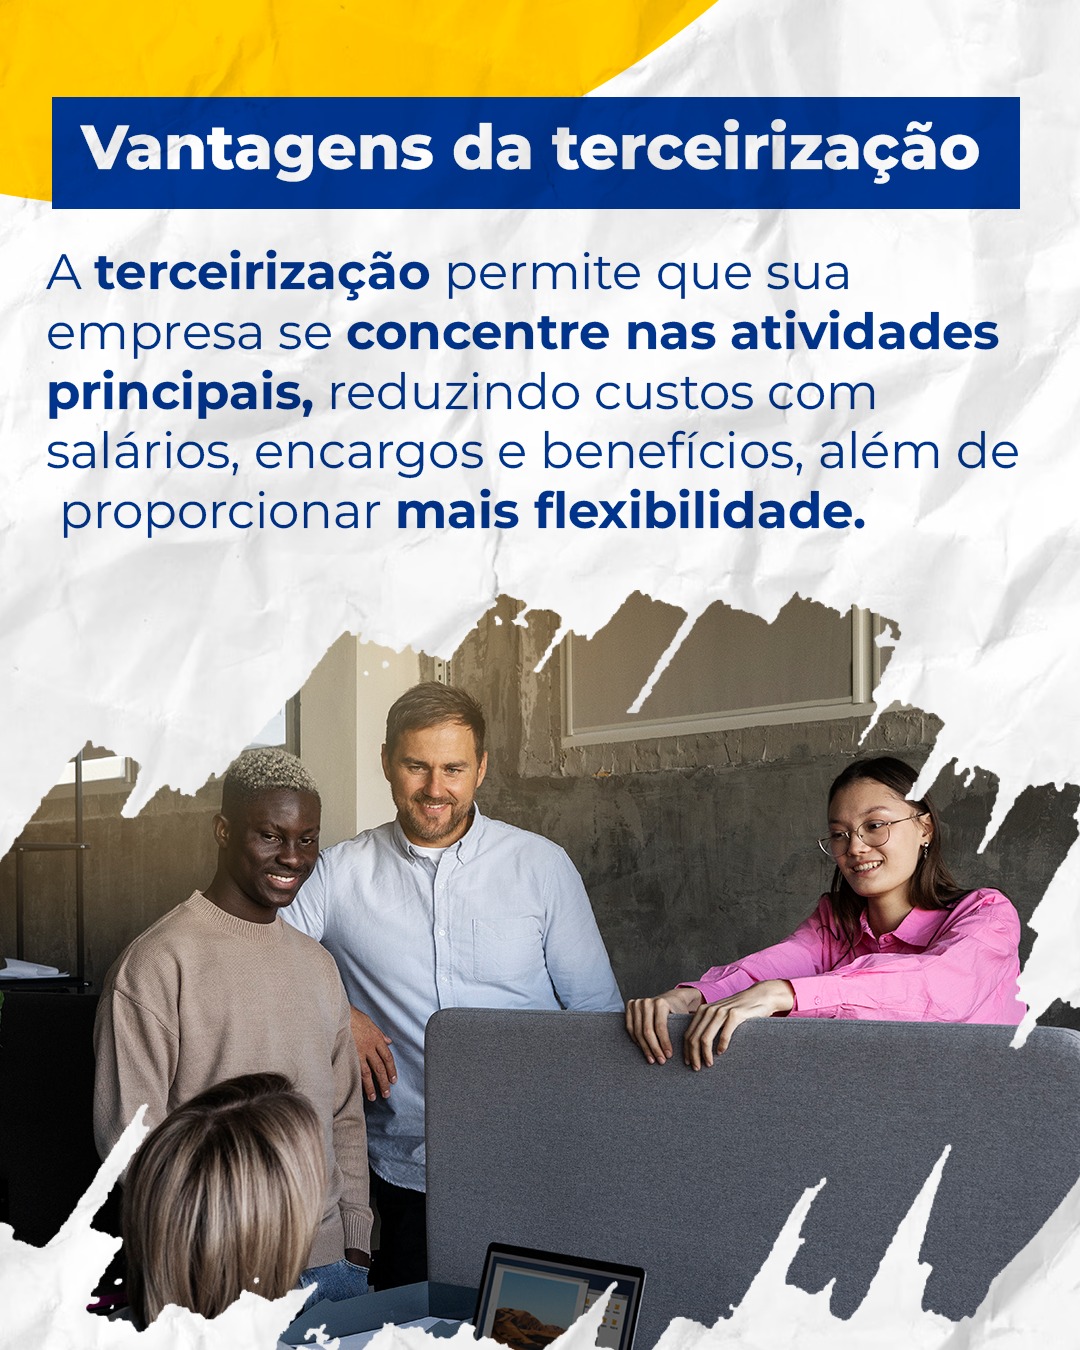 Vantagens da terceirização
A terceirização permite que sua
empresa se concentre nas atividades
principais, reduzindo custos com
salários, encargos e benefícios, além de
proporcionar mais flexibilidade.